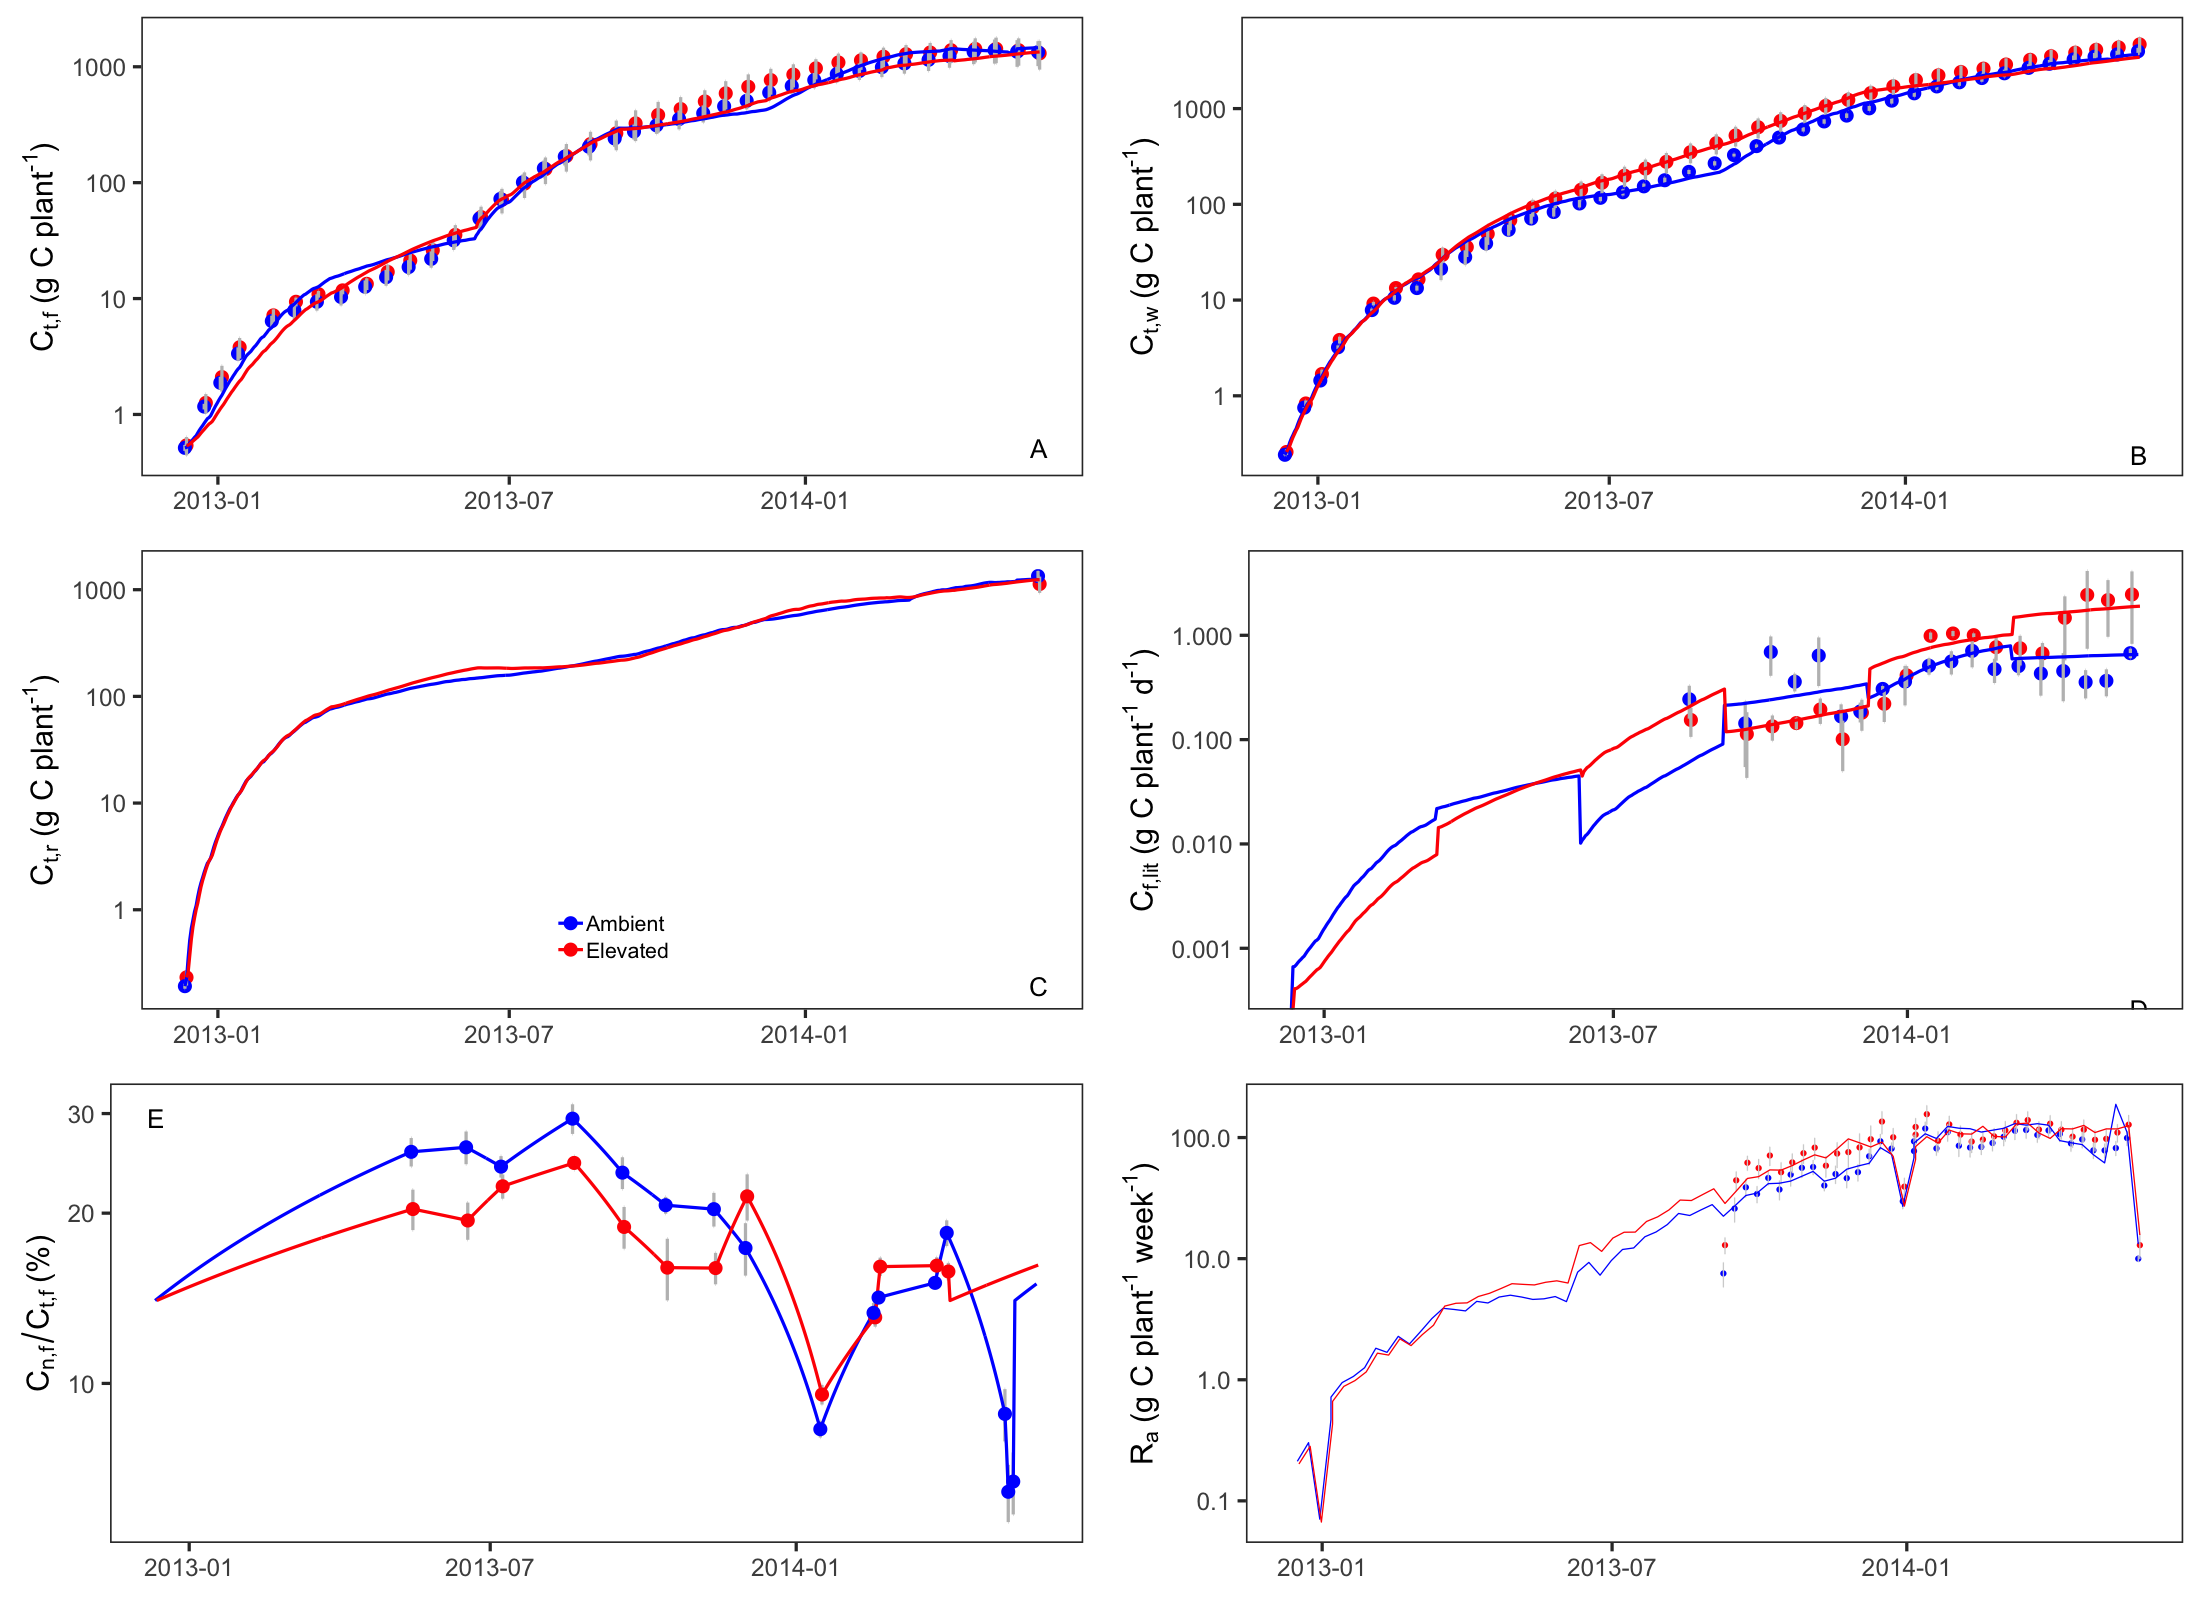 1000
100
10
1
C_t,f (g C plant^-1)
A
2013-01 2013-07 2014-01
1000
100
10
1
C_t,w (g C plant^-1)
B
2013-01 2013-07 2014-01
1000
100
10
1
C_t,r (g C plant^-1)
Ambient
Elevated
C
2013-01 2013-07 2014-01
1.000
0.100
0.010
0.001
C_f,lit (g C plant^-1 d^-1)
D
2013-01 2013-07 2014-01
30
20
10
C_n,f/C_t,f (%)
E
2013-01 2013-07 2014-01
100.0
10.0
1.0
0.1
R_a (g C plant^-1 week^-1)
2013-01 2013-07 2014-01